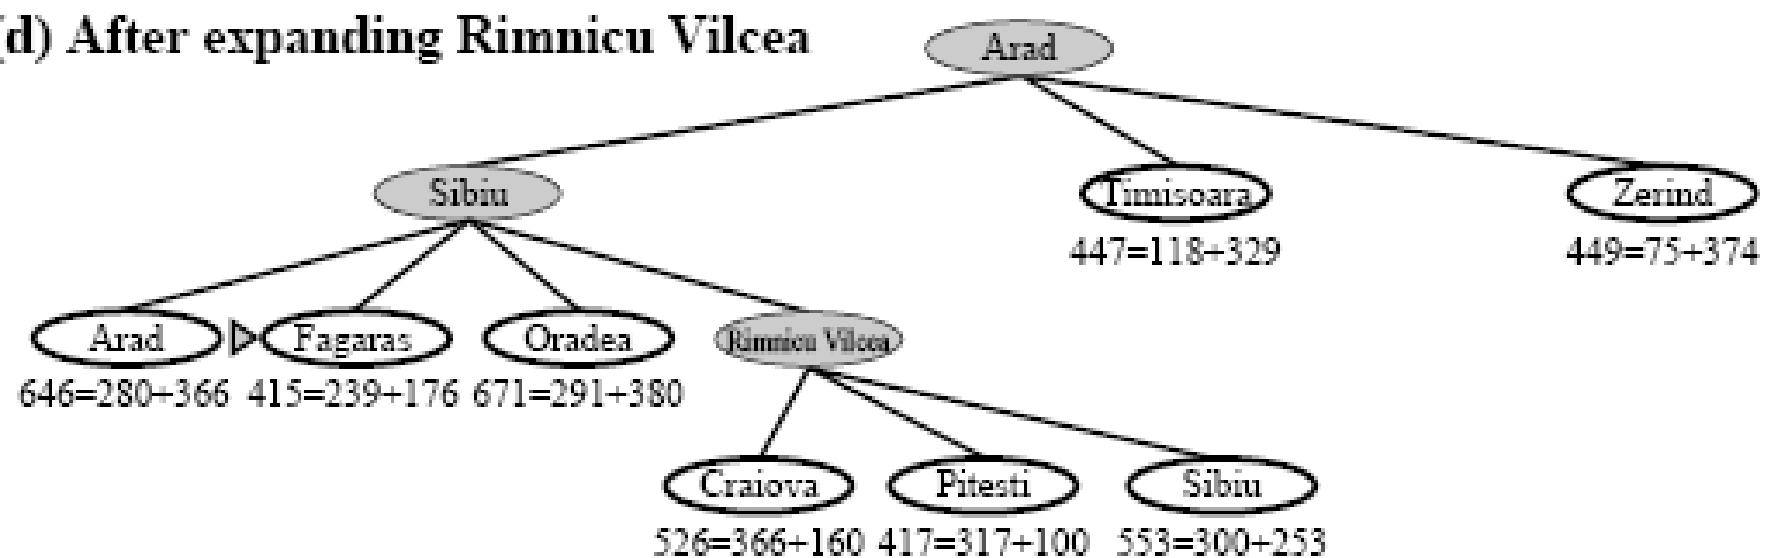 (d) After expanding Rimnicu Vilcea
Arad
Sibiu Timisoara Zerind
447=118+329 449=75+374
Arad Fagaras Oradea Rimnicu Vilcea
646=280+366 415=239+176 671=291+380
Craiova Pitesti Sibiu
526=366+160 417=317+100 553=300+253